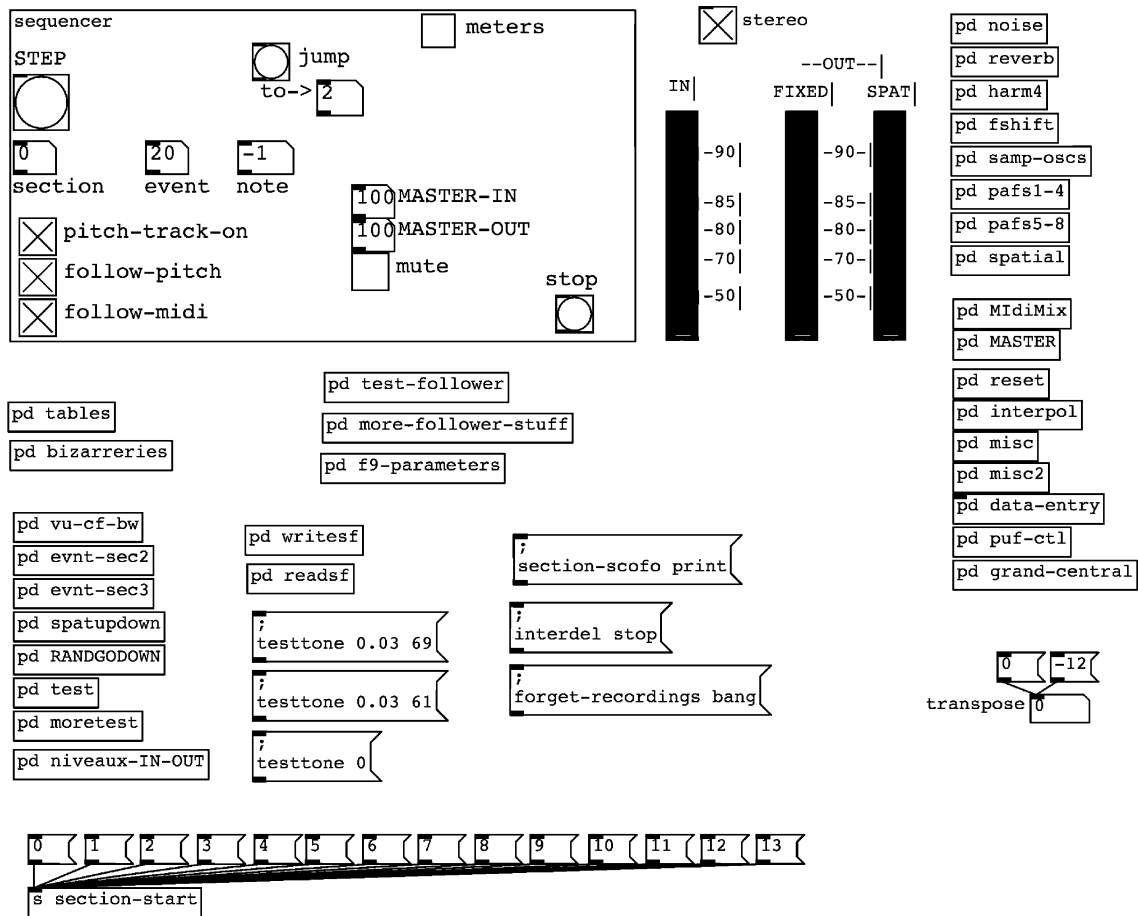 sequencer
meters
stereo
STEP
jump
to-> 2
0
20
-1
section
event
note
100 MASTER-IN
100 MASTER-OUT
mute
pitch-track-on
follow-pitch
follow-midi
stop
--OUT--|
IN|
FIXED|
SPAT|
-90|
-85|
-80|
-70|
-50|
-90-|
-85-|
-80-|
-70-|
-50-|
pd noise
pd reverb
pd harm4
pd fshift
pd samp-oscs
pd pafs1-4
pd pafs5-8
pd spatial
pd MIdiMix
pd MASTER
pd reset
pd interpol
pd misc
pd misc2
pd data-entry
pd puf-ctl
pd grand-central
pd tables
pd bizarreries
pd test-follower
pd more-follower-stuff
pd f9-parameters
pd vu-cf-bw
pd evnt-sec2
pd evnt-sec3
pd spatupdown
pd RANDGODOWN
pd test
pd moretest
pd niveaux-IN-OUT
pd writesf
pd readsf
;
testtone 0.03 69
;
testtone 0.03 61
;
testtone 0
;
section-scofo print
;
interdel stop
;
forget-recordings bang
0
-12
transpose 0
0 1 2 3 4 5 6 7 8 9 10 11 12 13
s section-start